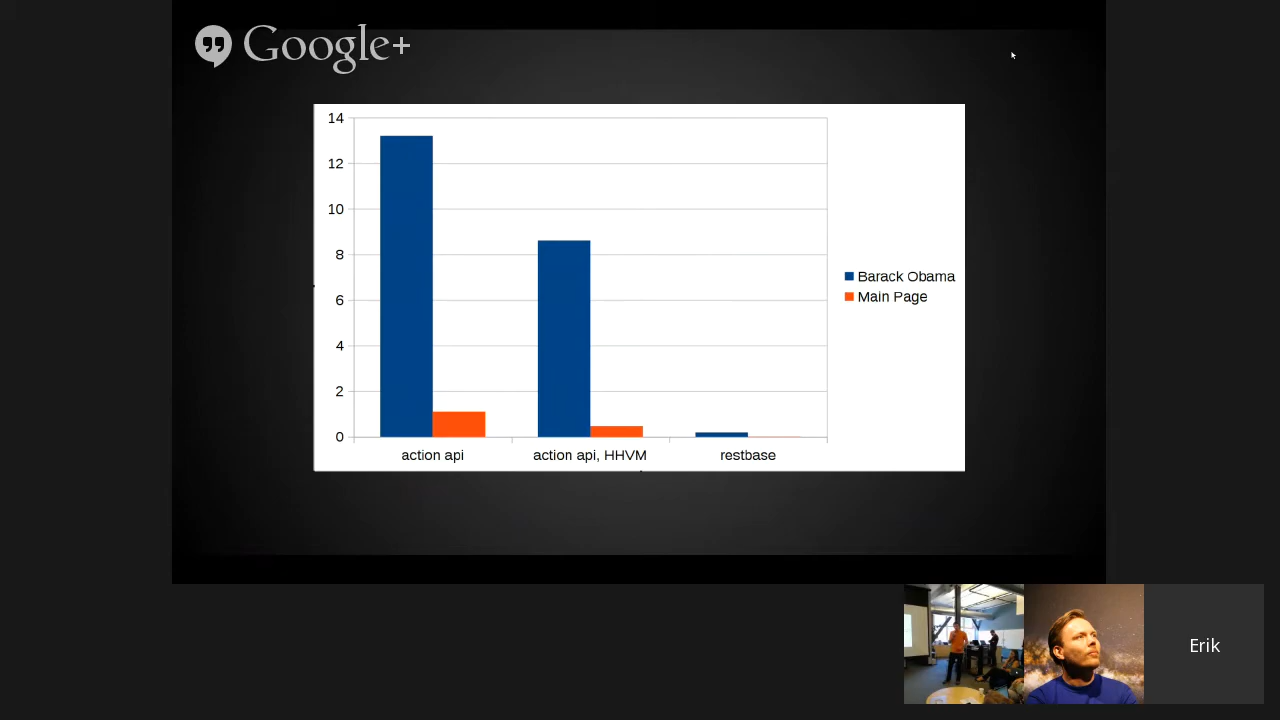 Google+
14
12
10
8
6
4
2
0
action api
action api, HHVM
restbase
Barack Obama
Main Page
Erik